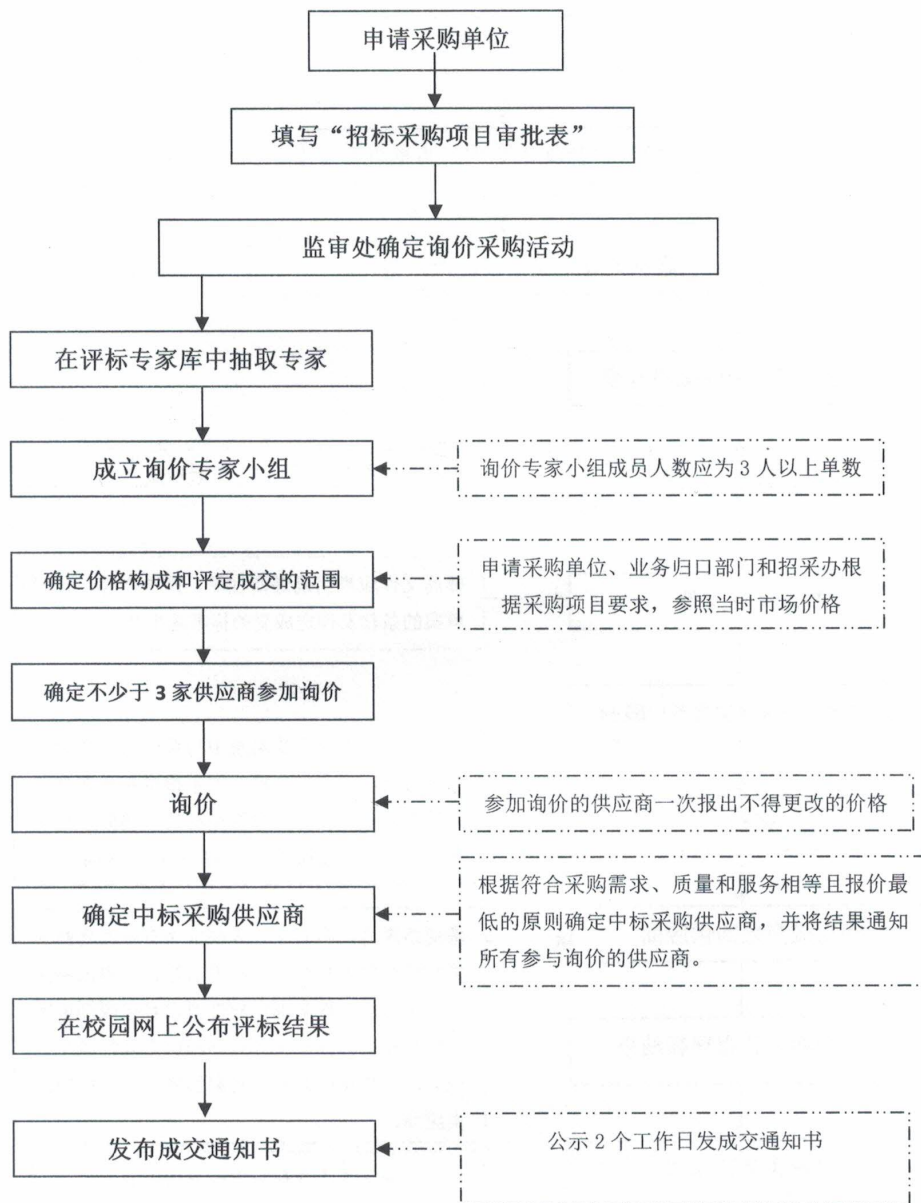 申请采购单位
填写“招标采购项目审批表”
监审处确定询价采购活动
在评标专家库中抽取专家
成立询价专家小组
询价专家小组成员人数应为 3 人以上单数
确定价格构成和评定成交的范围
申请采购单位、业务归口部门和招采办根
据采购项目要求，参照当时市场价格
确定不少于 3 家供应商参加询价
询价
参加询价的供应商一次报出不得更改的价格
确定中标采购供应商
根据符合采购需求、质量和服务相等且报价最
低的原则确定中标采购供应商，并将结果通知
所有参与询价的供应商。
在校园网上公布评标结果
发布成交通知书
公示 2 个工作日发成交通知书